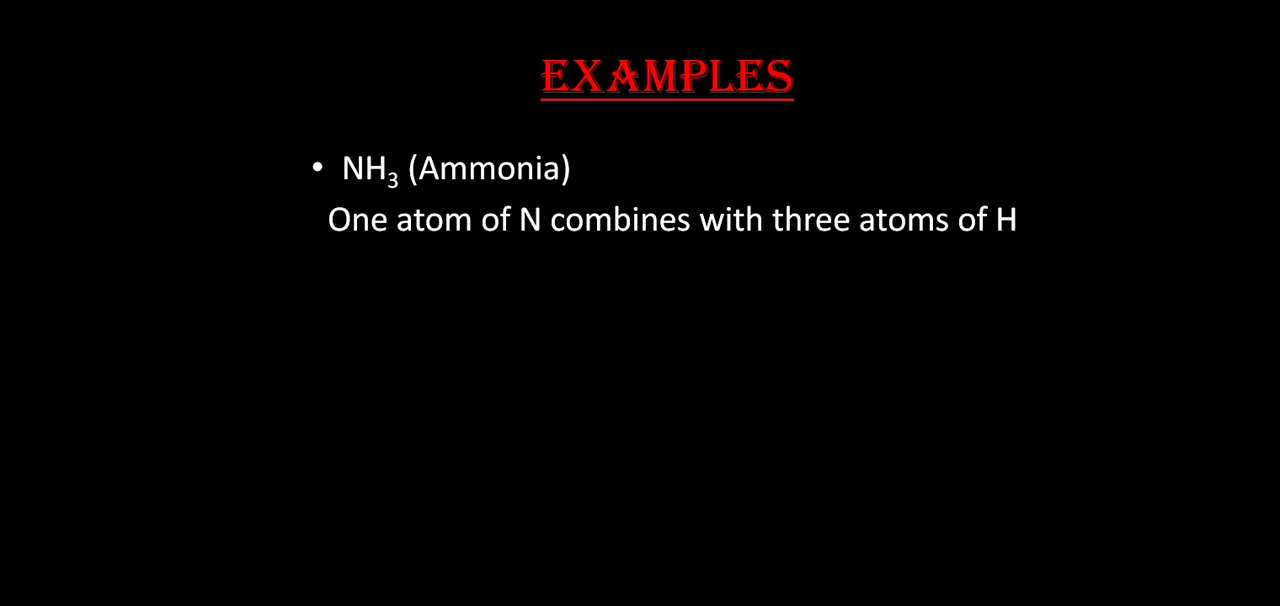 EXAMPLES
• NH₃ (Ammonia)
One atom of N combines with three atoms of H